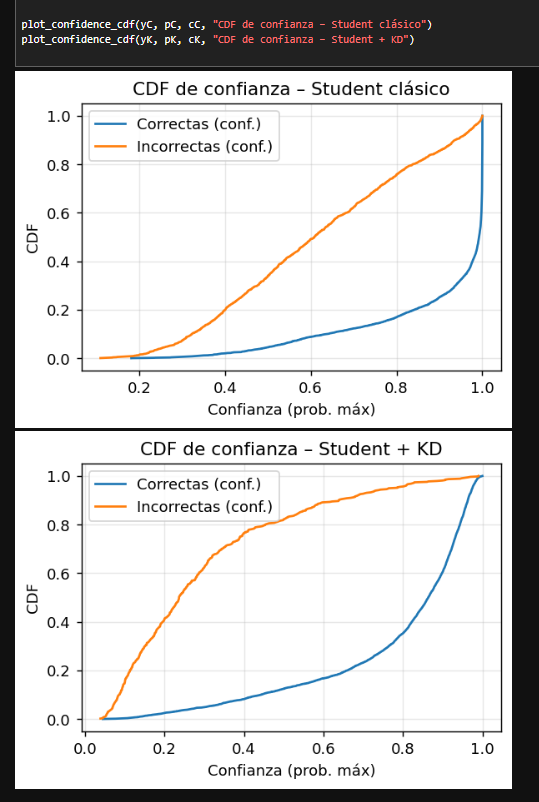 plot_confidence_cdf(yC, pC, cC, "CDF de confianza – Student clásico")
plot_confidence_cdf(yK, pK, cK, "CDF de confianza – Student + KD")
CDF de confianza – Student clásico
1.0
0.8
0.6
0.4
0.2
0.0
CDF
Correctas (conf.)
Incorrectas (conf.)
0.2 0.4 0.6 0.8 1.0
Confianza (prob. máx)
CDF de confianza – Student + KD
1.0
0.8
0.6
0.4
0.2
0.0
CDF
Correctas (conf.)
Incorrectas (conf.)
0.0 0.2 0.4 0.6 0.8 1.0
Confianza (prob. máx)